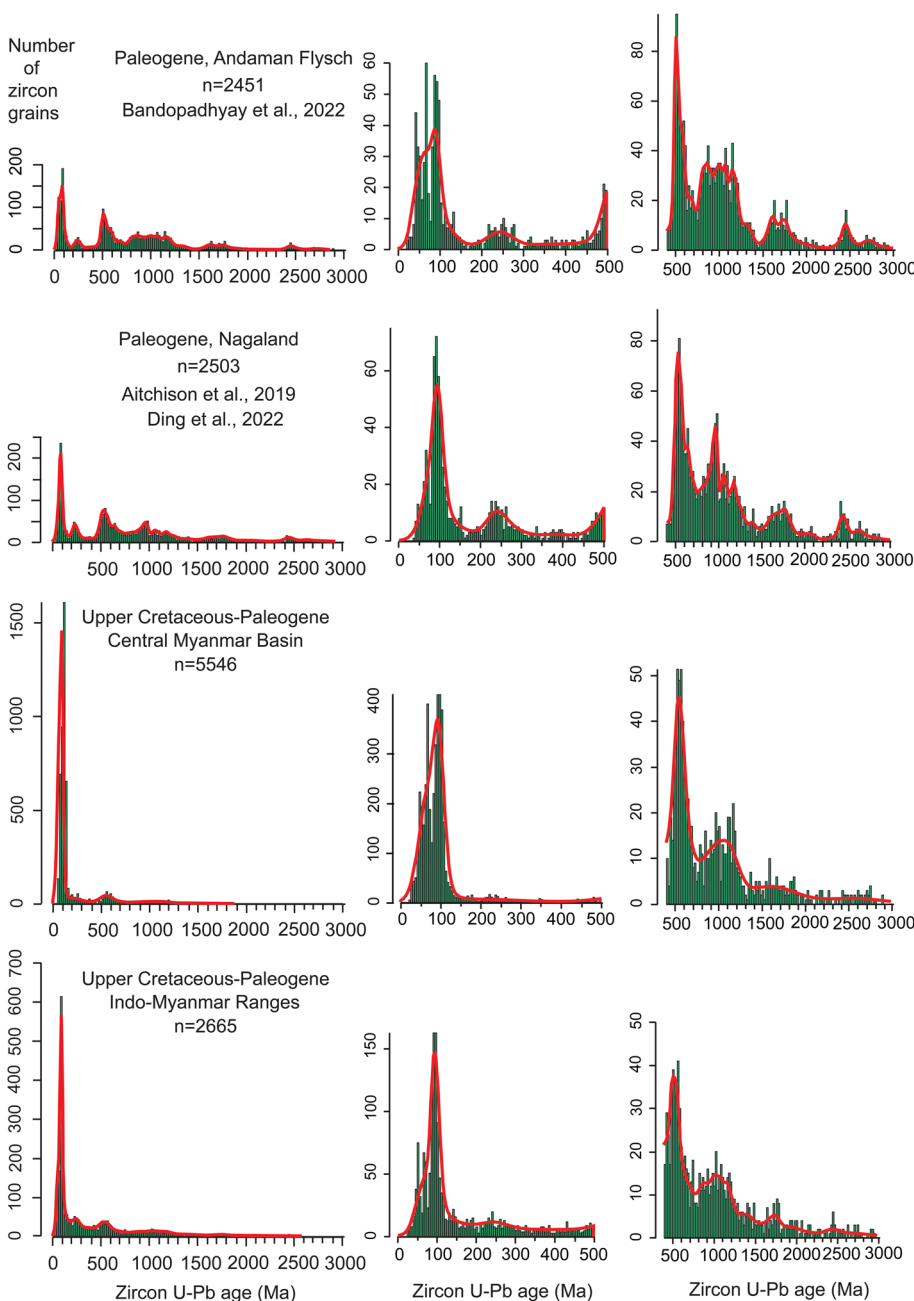 Number
of
zircon
grains
Paleogene, Andaman Flysch
n=2451
Bandopadhyay et al., 2022
0 100 200
0 500 1000 1500 2000 2500 3000
0 10 20 30 40 50 60
0 100 200 300 400 500
0 20 40 60 80
500 1000 1500 2000 2500 3000
Paleogene, Nagaland
n=2503
Aitchison et al., 2019
Ding et al., 2022
0 100 200
500 1000 1500 2000 2500 3000
0 20 40 60
0 100 200 300 400 500
0 20 40 60 80
500 1000 1500 2000 2500 3000
Upper Cretaceous-Paleogene
Central Myanmar Basin
n=5546
0 500 1000 1500
0 500 1000 1500 2000 2500 3000
0 100 200 300 400
0 100 200 300 400 500
0 10 20 30 40 50
500 1000 1500 2000 2500 3000
Upper Cretaceous-Paleogene
Indo-Myanmar Ranges
n=2665
0 100 200 300 400 500 600 700
0 500 1000 1500 2000 2500 3000
0 50 100 150
0 100 200 300 400 500
0 10 20 30 40 50
500 1000 1500 2000 2500 3000
Zircon U-Pb age (Ma)
Zircon U-Pb age (Ma)
Zircon U-Pb age (Ma)